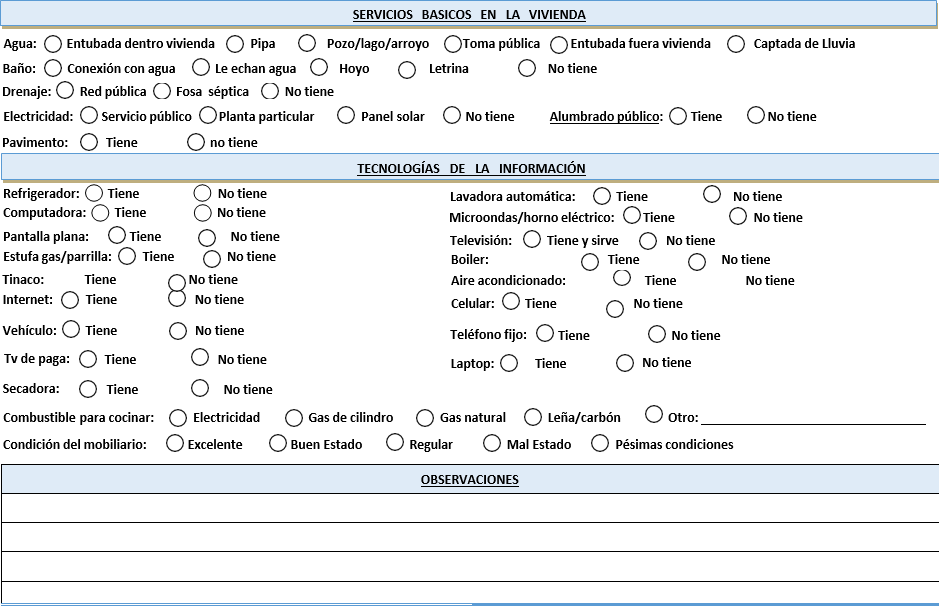 SERVICIOS BASICOS EN LA VIVIENDA
Agua: Entubada dentro vivienda Pipa Pozo/lago/arroyo Toma pública Entubada fuera vivienda Captada de Lluvia
Baño: Conexión con agua Le echan agua Hoyo Letrina No tiene
Drenaje: Red pública Fosa séptica No tiene
Electricidad: Servicio público Planta particular Panel solar No tiene Alumbrado público: Tiene No tiene
Pavimento: Tiene no tiene
TECNOLOGÍAS DE LA INFORMACIÓN
Refrigerador: Tiene No tiene Lavadora automática: Tiene No tiene
Computadora: Tiene No tiene Microondas/horno eléctrico: Tiene No tiene
Pantalla plana: Tiene No tiene Televisión: Tiene y sirve No tiene
Estufa gas/parrilla: Tiene No tiene Boiler: Tiene No tiene
Tinaco: Tiene No tiene Aire acondicionado: Tiene No tiene
Internet: Tiene No tiene Celular: Tiene No tiene
Vehículo: Tiene No tiene Teléfono fijo: Tiene No tiene
Tv de paga: Tiene No tiene Laptop: Tiene No tiene
Secadora: Tiene No tiene
Combustible para cocinar: Electricidad Gas de cilindro Gas natural Leña/carbón Otro:
Condición del mobiliario: Excelente Buen Estado Regular Mal Estado Pésimas condiciones
OBSERVACIONES